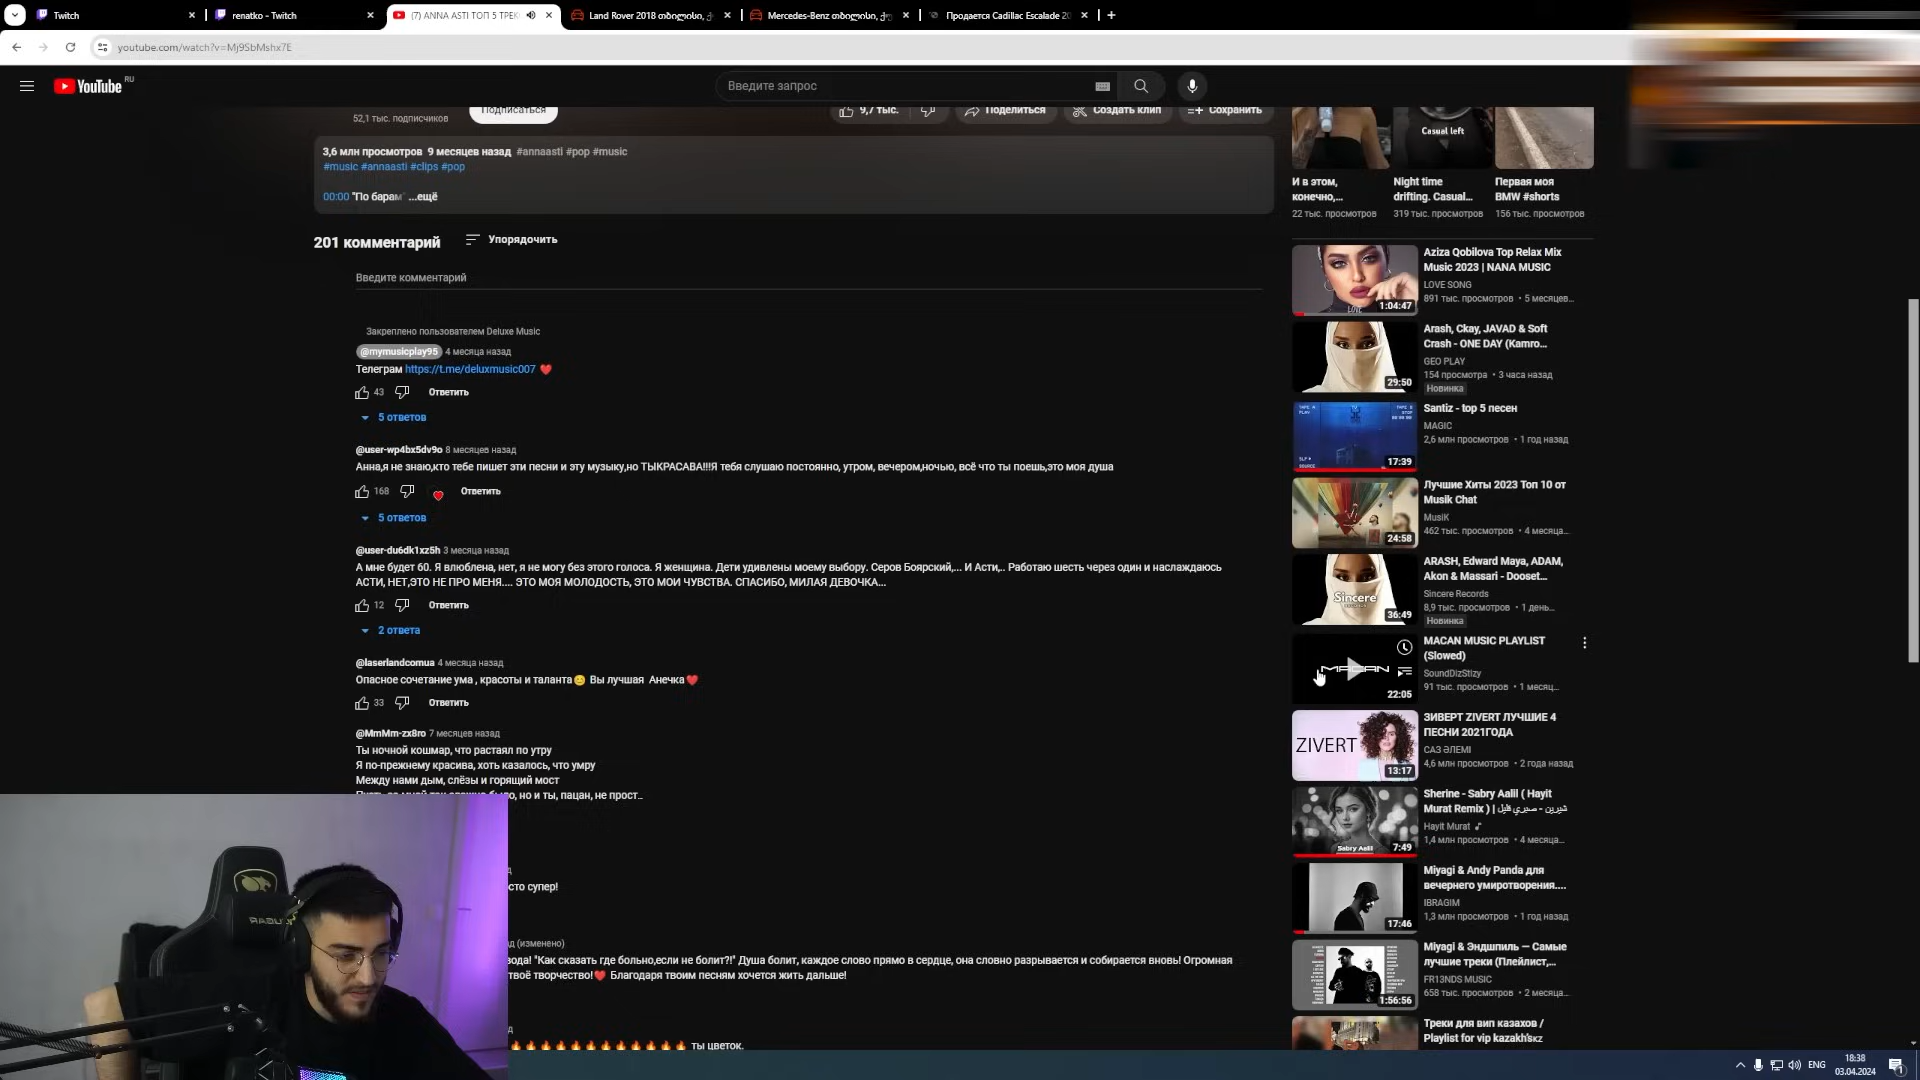 Twitch
renatko - Twitch
(7) ANNA ASTI ТОП 5 ТРЕК
Land Rover 2018 თბილისი, ქ
Mercedes-Benz თბილისი, ქუ
Продается Cadillac Escalade 20
youtube.com/watch?v=Mj9SbMshx7E
YouTube RU
Введите запрос
52,1 тыс. подписчиков
Подписаться
9,7 тыс.
Поделиться
Создать клип
Сохранить
3,6 млн просмотров 9 месяцев назад #annaasti #pop #music
#music #annaasti #clips #pop
00:00 "По барам" ...ещё
201 комментарий
Упорядочить
Введите комментарий
Закреплено пользователем Deluxe Music
@mymusicplay95 4 месяца назад
Телеграм https://t.me/deluxmusic007 ❤️
43 Ответить
5 ответов
@user-wp4bx5dv9o 8 месяцев назад
Анна,я не знаю,кто тебе пишет эти песни и эту музыку,но ТЫКРАСАВА!!!Я тебя слушаю постоянно, утром, вечером,ночью, всё что ты поешь,это моя душа
168 Ответить
5 ответов
@user-du6dk1xz5h 3 месяца назад
А мне будет 60. Я влюблена, нет, я не могу без этого голоса. Я женщина. Дети удивлены моему выбору. Серов Боярский,... И Асти,.. Работаю шесть через один и наслаждаюсь
АСТИ, НЕТ,ЭТО НЕ ПРО МЕНЯ.... ЭТО МОЯ МОЛОДОСТЬ, ЭТО МОИ ЧУВСТВА. СПАСИБО, МИЛАЯ ДЕВОЧКА...
12 Ответить
2 ответа
@laserlandcomua 4 месяца назад
Опасное сочетание ума , красоты и таланта😊 Вы лучшая Анечка❤️
33 Ответить
@MmMm-zx8ro 7 месяцев назад
Ты ночной кошмар, что растаял по утру
Я по-прежнему красива, хоть казалось, что умру
Между нами дым, слёзы и горящий мост
но и ты, пацан, не прост..
сто супер!
ад (изменено)
вода! "Как сказать где больно,если не болит?!" Душа болит, каждое слово прямо в сердце, она словно разрывается и собирается вновь! Огромная
твоё творчество!❤️ Благодаря твоим песням хочется жить дальше!
🔥🔥🔥🔥🔥🔥🔥🔥🔥🔥🔥🔥 ты цветок.
Casual left
И в этом,
конечно,...
22 тыс. просмотров
Night time
drifting. Casual...
319 тыс. просмотров
Первая моя
BMW #shorts
156 тыс. просмотров
LOVE
1:04:47
Aziza Qobilova Top Relax Mix
Music 2023 | NANA MUSIC
LOVE SONG
891 тыс. просмотров • 5 месяцев...
29:50
Arash, Ckay, JAVAD & Soft
Crash - ONE DAY (Kamro...
GEO PLAY
154 просмотра • 3 часа назад
Новинка
17:39
Santiz - top 5 песен
MAGIC
2,6 млн просмотров • 1 год назад
24:58
Лучшие Хиты 2023 Топ 10 от
Musik Chat
MusiK
462 тыс. просмотров • 4 месяца...
Sincere
36:49
ARASH, Edward Maya, ADAM,
Akon & Massari - Dooset...
Sincere Records
8,9 тыс. просмотров • 1 день...
Новинка
MACAN
22:05
MACAN MUSIC PLAYLIST
(Slowed)
SoundDizStizy
91 тыс. просмотров • 1 месяц...
ZIVERT
13:17
ЗИВЕРТ ZIVERT ЛУЧШИЕ 4
ПЕСНИ 2021ГОДА
САЗ ӘЛЕМІ
4,6 млн просмотров • 2 года назад
Sabry Aalil
7:49
Sherine - Sabry Aalil ( Hayit
Murat Remix ) | شيرين - صبري قليل
Hayit Murat
1,4 млн просмотров • 4 месяца...
17:46
Miyagi & Andy Panda для
вечернего умиротворения....
IBRAGIM
1,3 млн просмотров • 1 год назад
1:56:56
Miyagi & Эндшпиль — Самые
лучшие треки (Плейлист,...
FR13NDS MUSIC
658 тыс. просмотров • 2 месяца...
Треки для вип казахов /
Playlist for vip kazakh's🇰🇿
COUGAR
ENG
18:38
03.04.2024